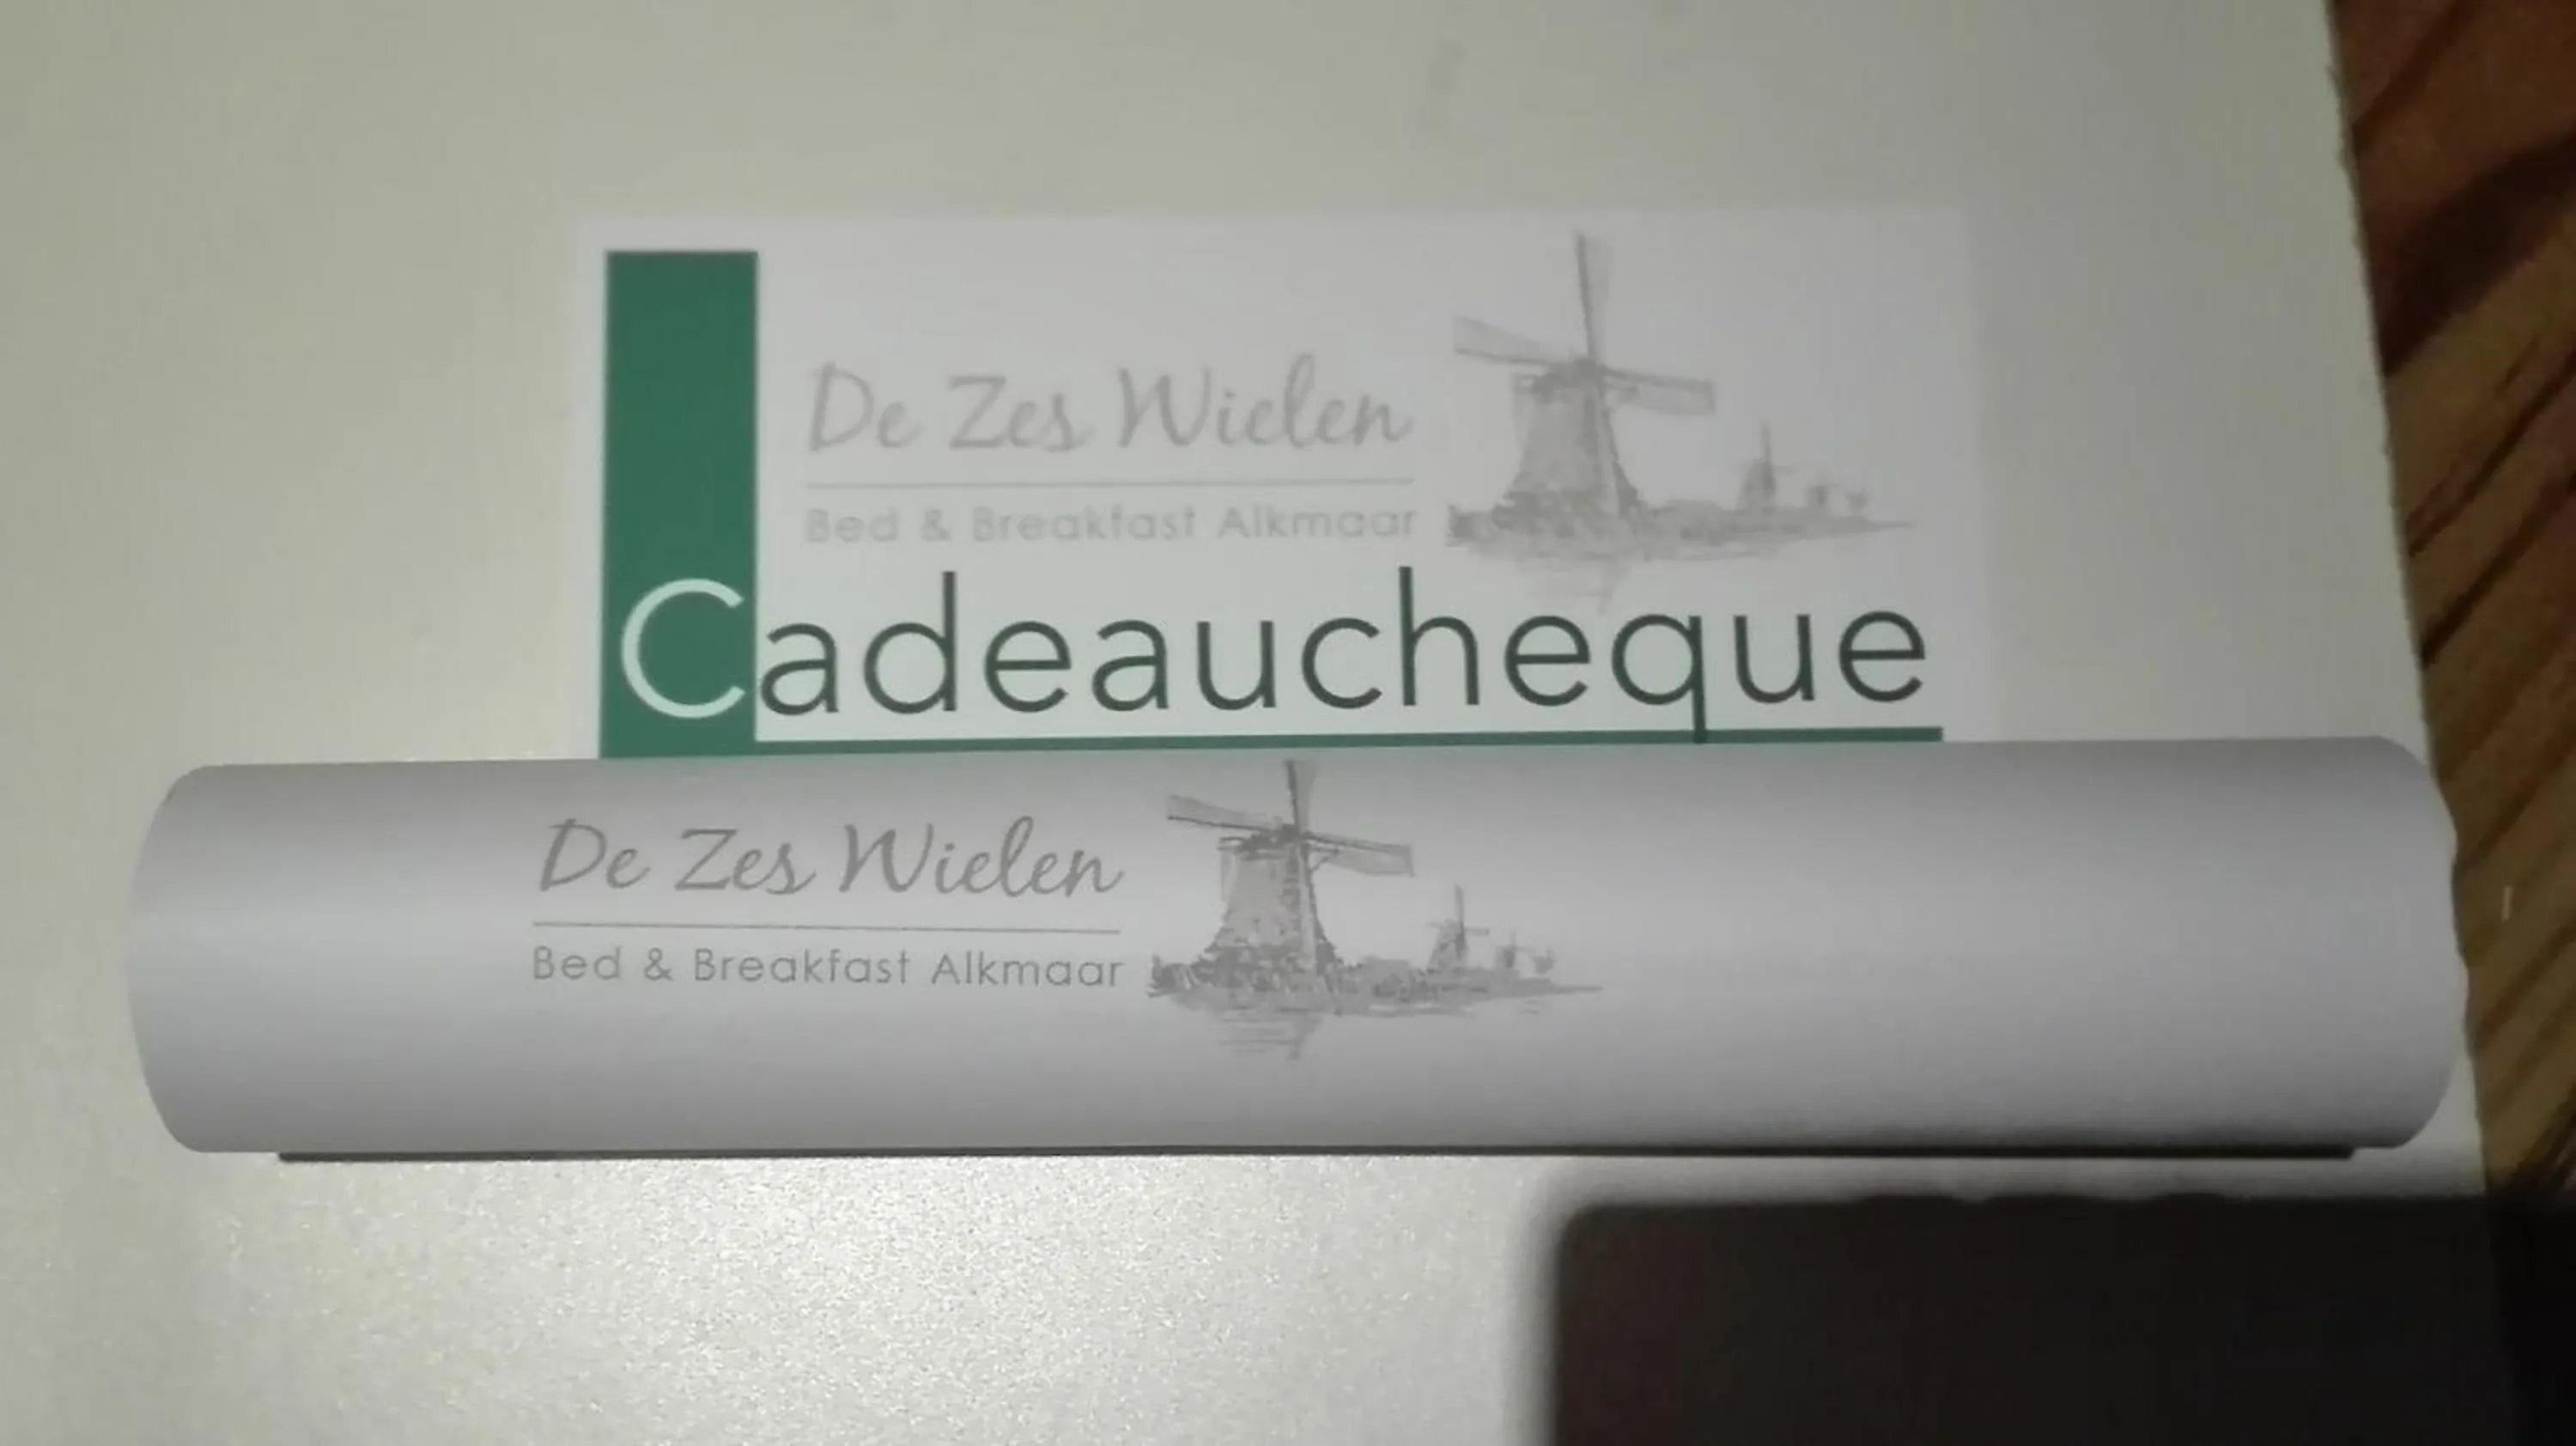 De Zes Wielen
Bed & Breakfast Alkmaar
Cadeaucheque
De Zes Wielen
Bed & Breakfast Alkmaar